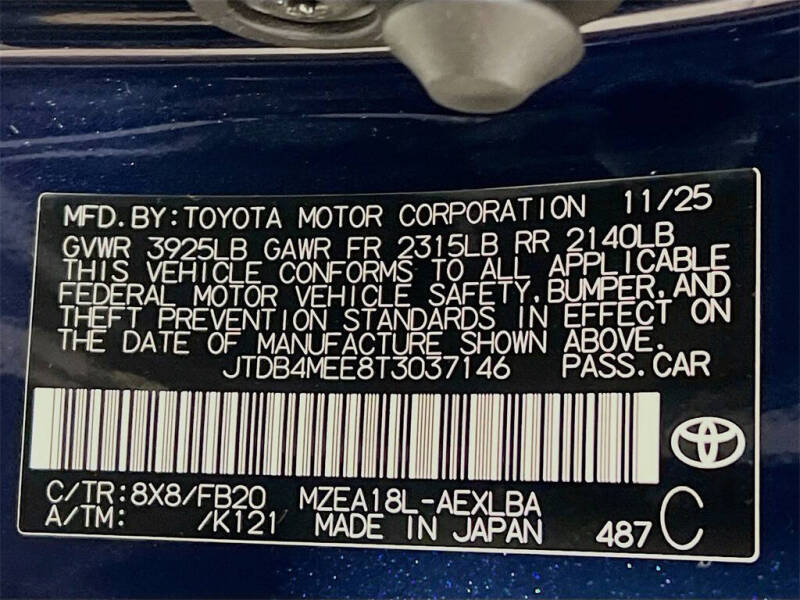 MFD. BY: TOYOTA MOTOR CORPORATION 11/25
GVWR 3925LB GAWR FR 2315LB RR 2140LB
THIS VEHICLE CONFORMS TO ALL APPLICABLE
FEDERAL MOTOR VEHICLE SAFETY, BUMPER, AND
THEFT PREVENTION STANDARDS IN EFFECT ON
THE DATE OF MANUFACTURE SHOWN ABOVE.
JTDB4MEE8T3037146 PASS. CAR
C/TR: 8X8/FB20 MZEA18L-AEXLBA C
A/TM: /K121 MADE IN JAPAN 487